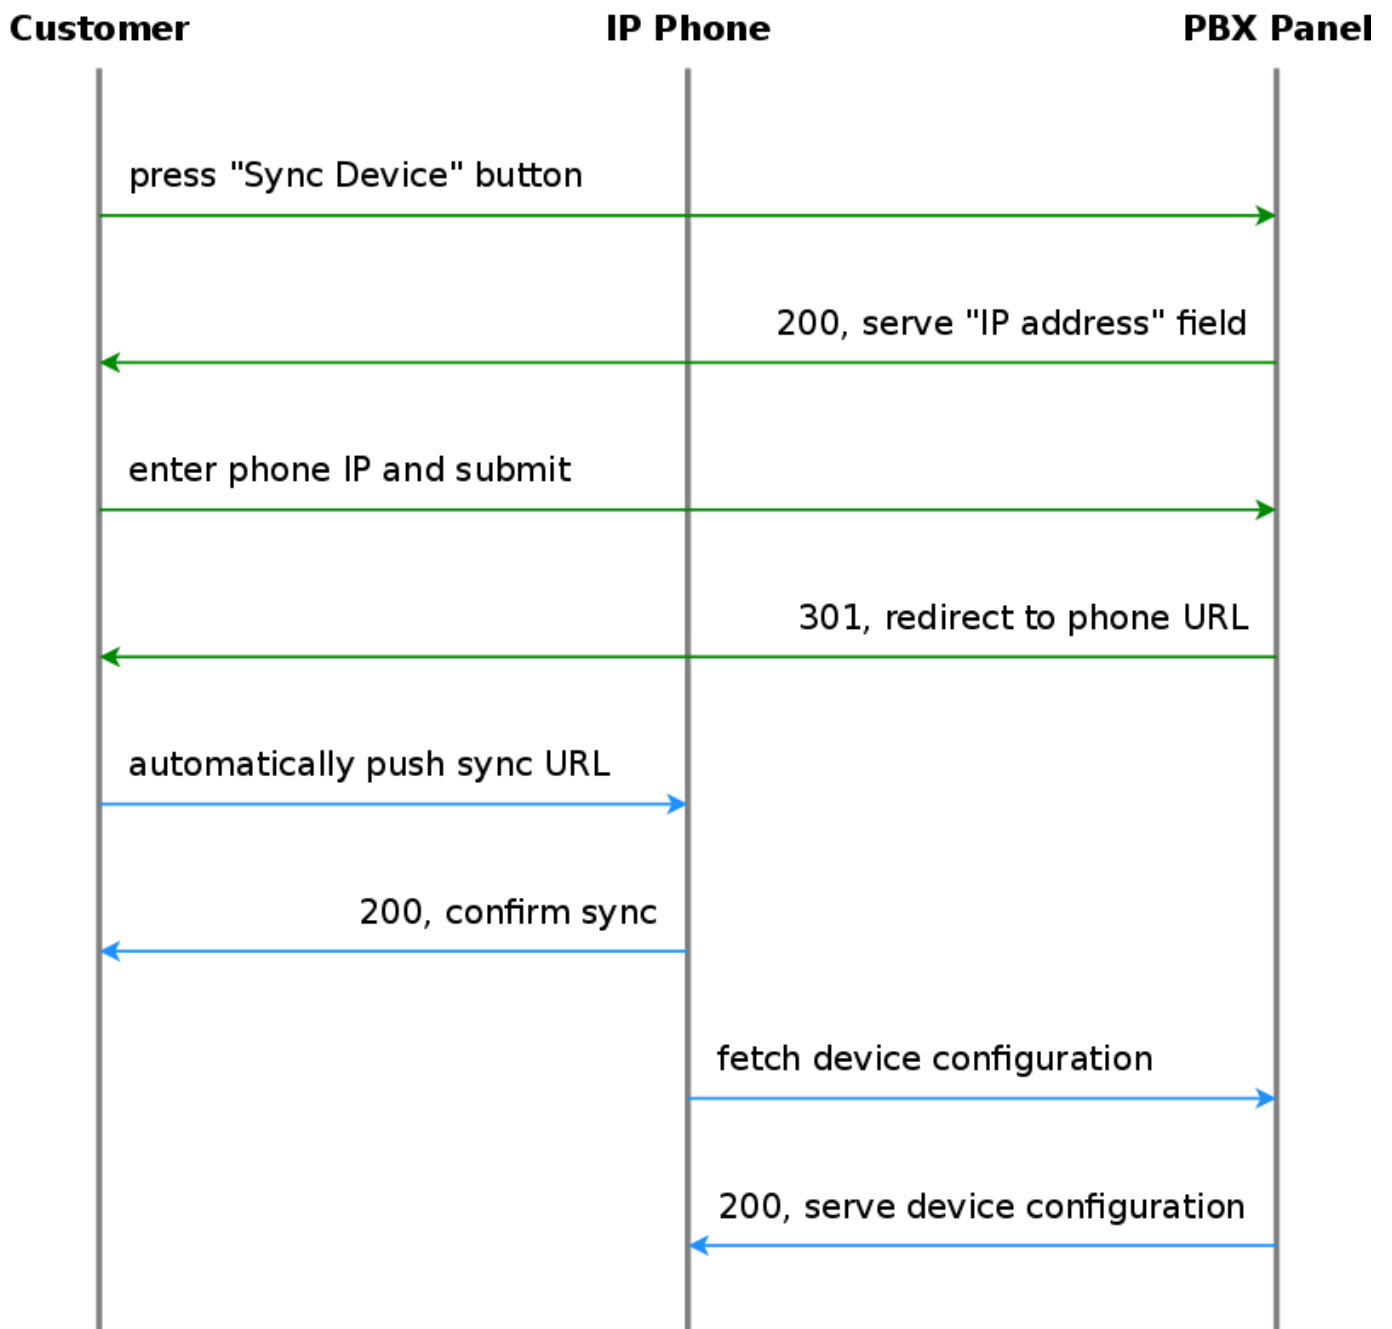 Customer IP Phone PBX Panel
press "Sync Device" button
200, serve "IP address" field
enter phone IP and submit
301, redirect to phone URL
automatically push sync URL
200, confirm sync
fetch device configuration
200, serve device configuration